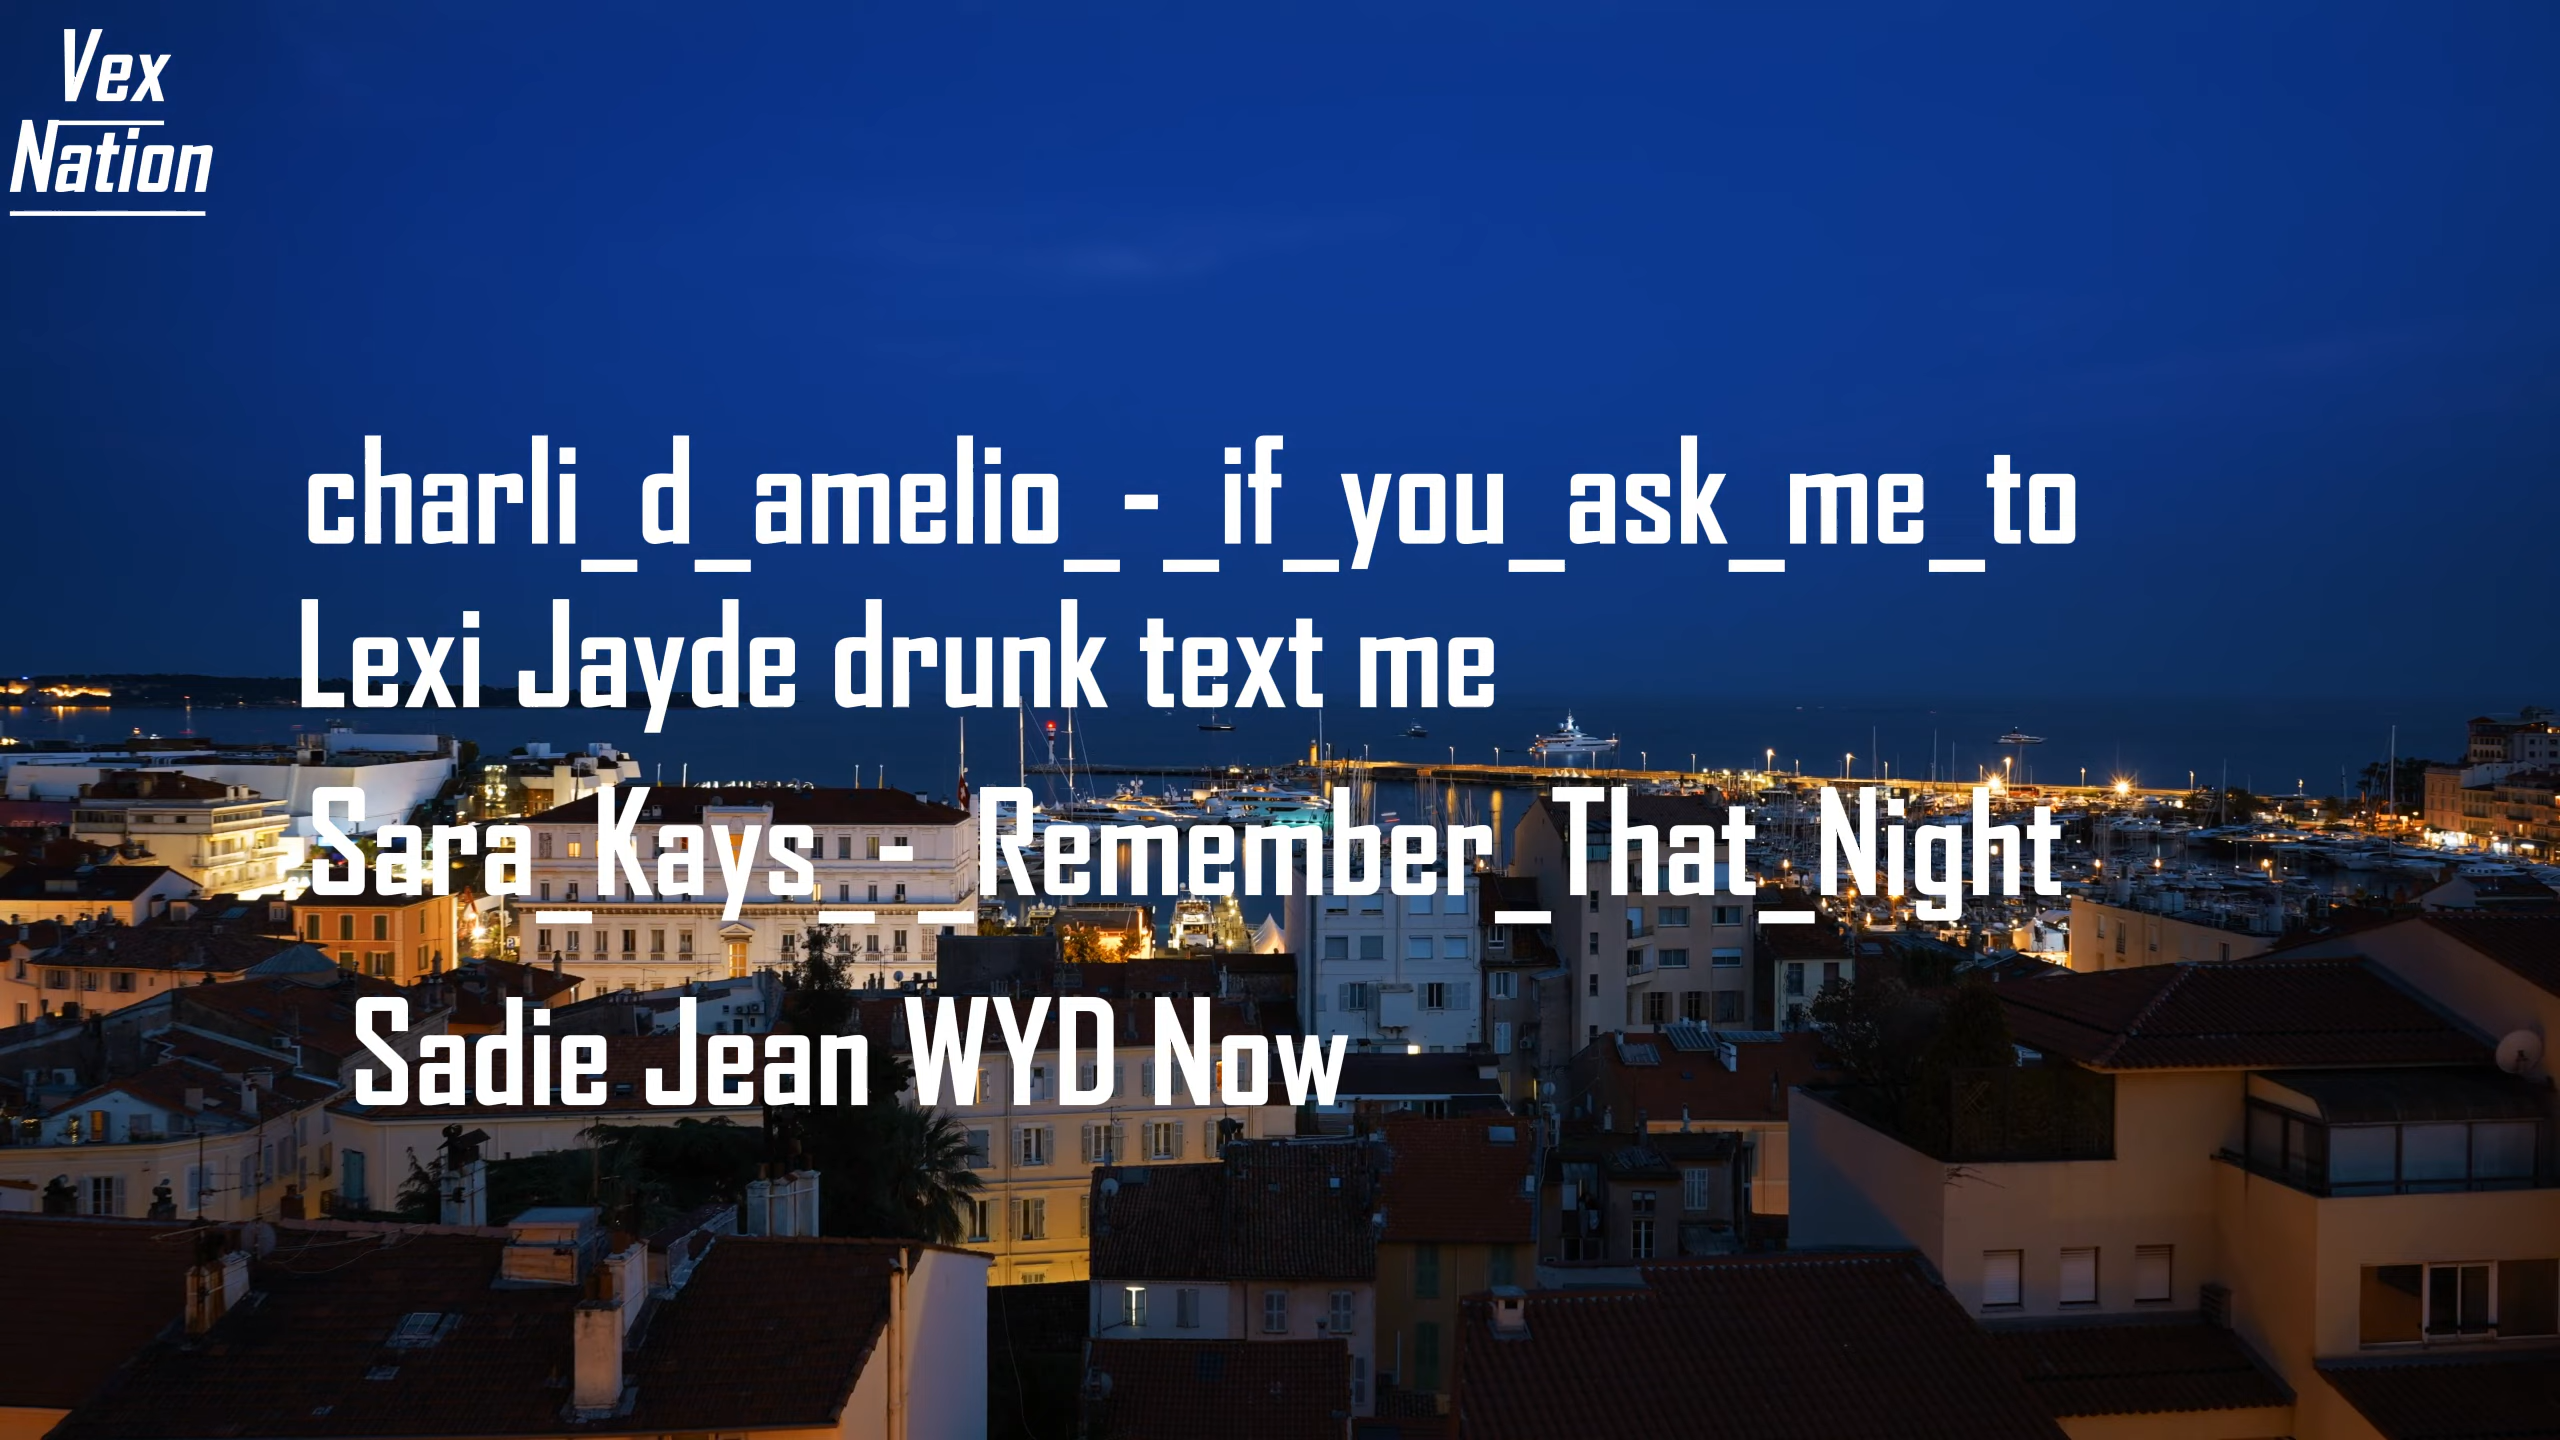 Vex
Nation
charli_d_amelio_-_if_you_ask_me_to
Lexi Jayde drunk text me
Sara_Kays_-_Remember_That_Night
Sadie Jean WYD Now